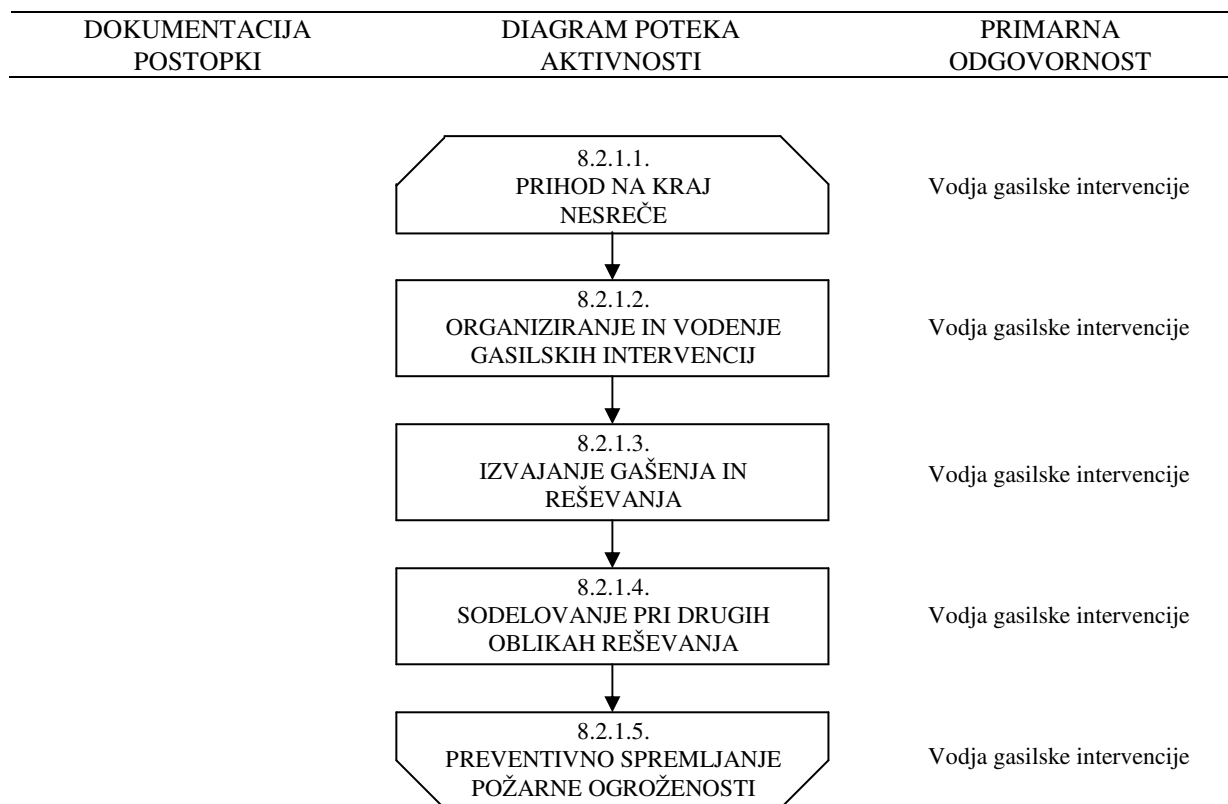 DOKUMENTACIJA
POSTOPKI
DIAGRAM POTEKA
AKTIVNOSTI
PRIMARNA
ODGOVORNOST
8.2.1.1.
PRIHOD NA KRAJ
NESREČE
Vodja gasilske intervencije
8.2.1.2.
ORGANIZIRANJE IN VODENJE
GASILSKIH INTERVENCIJ
Vodja gasilske intervencije
8.2.1.3.
IZVAJANJE GAŠENJA IN
REŠEVANJA
Vodja gasilske intervencije
8.2.1.4.
SODELOVANJE PRI DRUGIH
OBLIKAH REŠEVANJA
Vodja gasilske intervencije
8.2.1.5.
PREVENTIVNO SPREMLJANJE
POŽARNE OGROŽENOSTI
Vodja gasilske intervencije